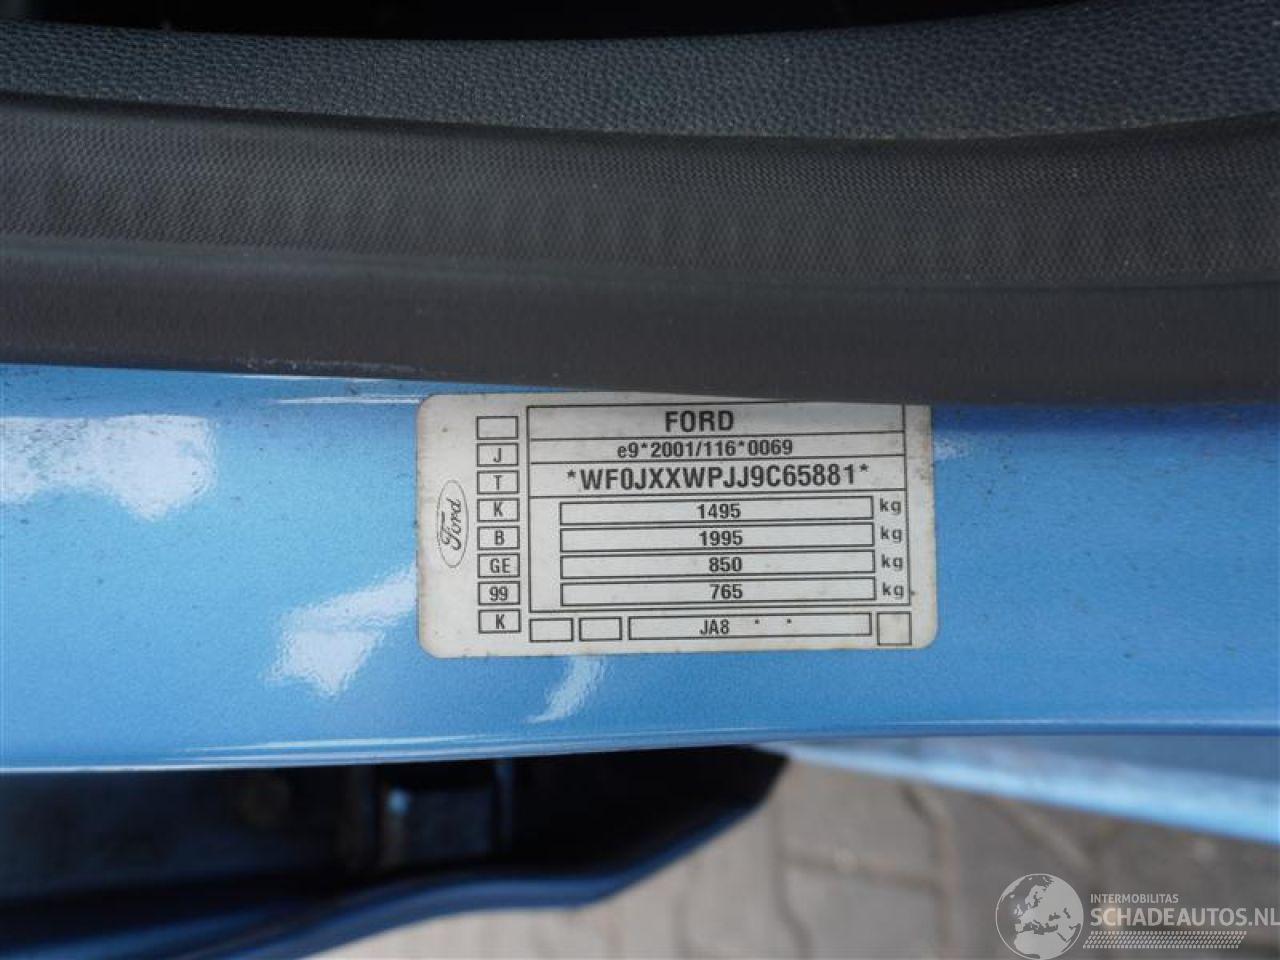 FORD
e9*2001/116*0069
*WF0JXXWPJJ9C65881*
1495 kg
1995 kg
850 kg
765 kg
JA8 * *
J
T
K
B
GE
99
K
Ford
INTERMOBILITAS
SCHADEAUTOS.NL